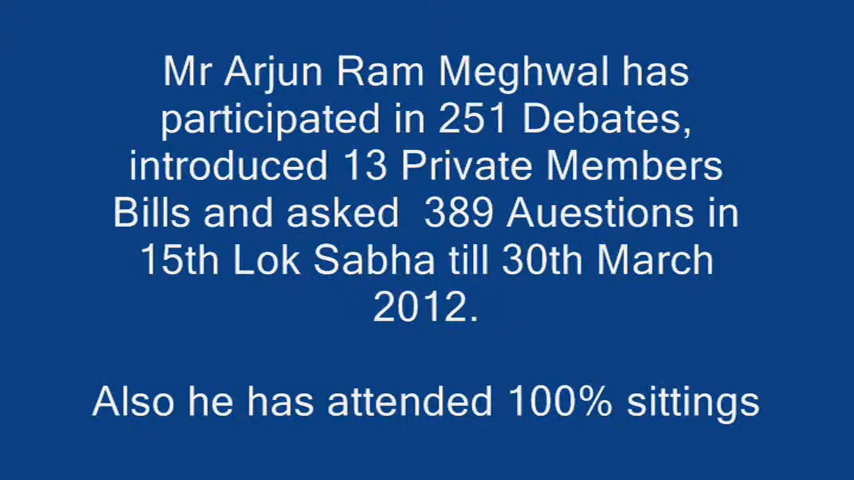 Mr Arjun Ram Meghwal has
participated in 251 Debates,
introduced 13 Private Members
Bills and asked  389 Auestions in
15th Lok Sabha till 30th March
2012.
Also he has attended 100% sittings